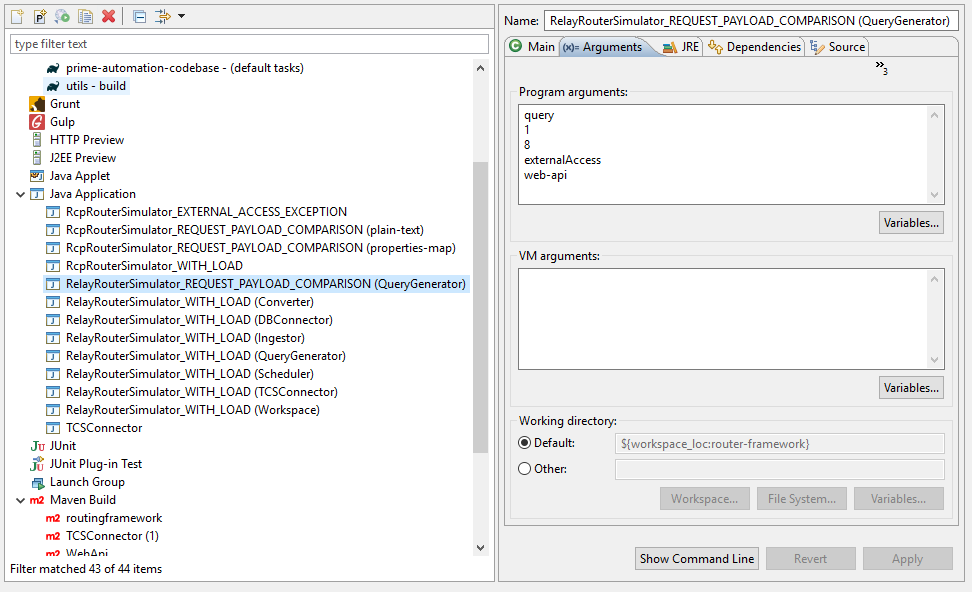 type filter text
prime-automation-codebase - (default tasks)
utils - build
Grunt
Gulp
HTTP Preview
J2EE Preview
Java Applet
Java Application
RcpRouterSimulator_EXTERNAL_ACCESS_EXCEPTION
RcpRouterSimulator_REQUEST_PAYLOAD_COMPARISON (plain-text)
RcpRouterSimulator_REQUEST_PAYLOAD_COMPARISON (properties-map)
RcpRouterSimulator_WITH_LOAD
RelayRouterSimulator_REQUEST_PAYLOAD_COMPARISON (QueryGenerator)
RelayRouterSimulator_WITH_LOAD (Converter)
RelayRouterSimulator_WITH_LOAD (DBConnector)
RelayRouterSimulator_WITH_LOAD (Ingestor)
RelayRouterSimulator_WITH_LOAD (QueryGenerator)
RelayRouterSimulator_WITH_LOAD (Scheduler)
RelayRouterSimulator_WITH_LOAD (TCSConnector)
RelayRouterSimulator_WITH_LOAD (Workspace)
TCSConnector
Ju JUnit
JUnit Plug-in Test
Launch Group
m2 Maven Build
m2 routingframework
m2 TCSConnector (1)
m2 WebApi
Filter matched 43 of 44 items
Name: RelayRouterSimulator_REQUEST_PAYLOAD_COMPARISON (QueryGenerator)
Main (x)= Arguments JRE Dependencies Source
»3
Program arguments:
query
1
8
externalAccess
web-api
Variables...
VM arguments:
Variables...
Working directory:
Default: ${workspace_loc:router-framework}
Other:
Workspace... File System... Variables...
Show Command Line Revert Apply